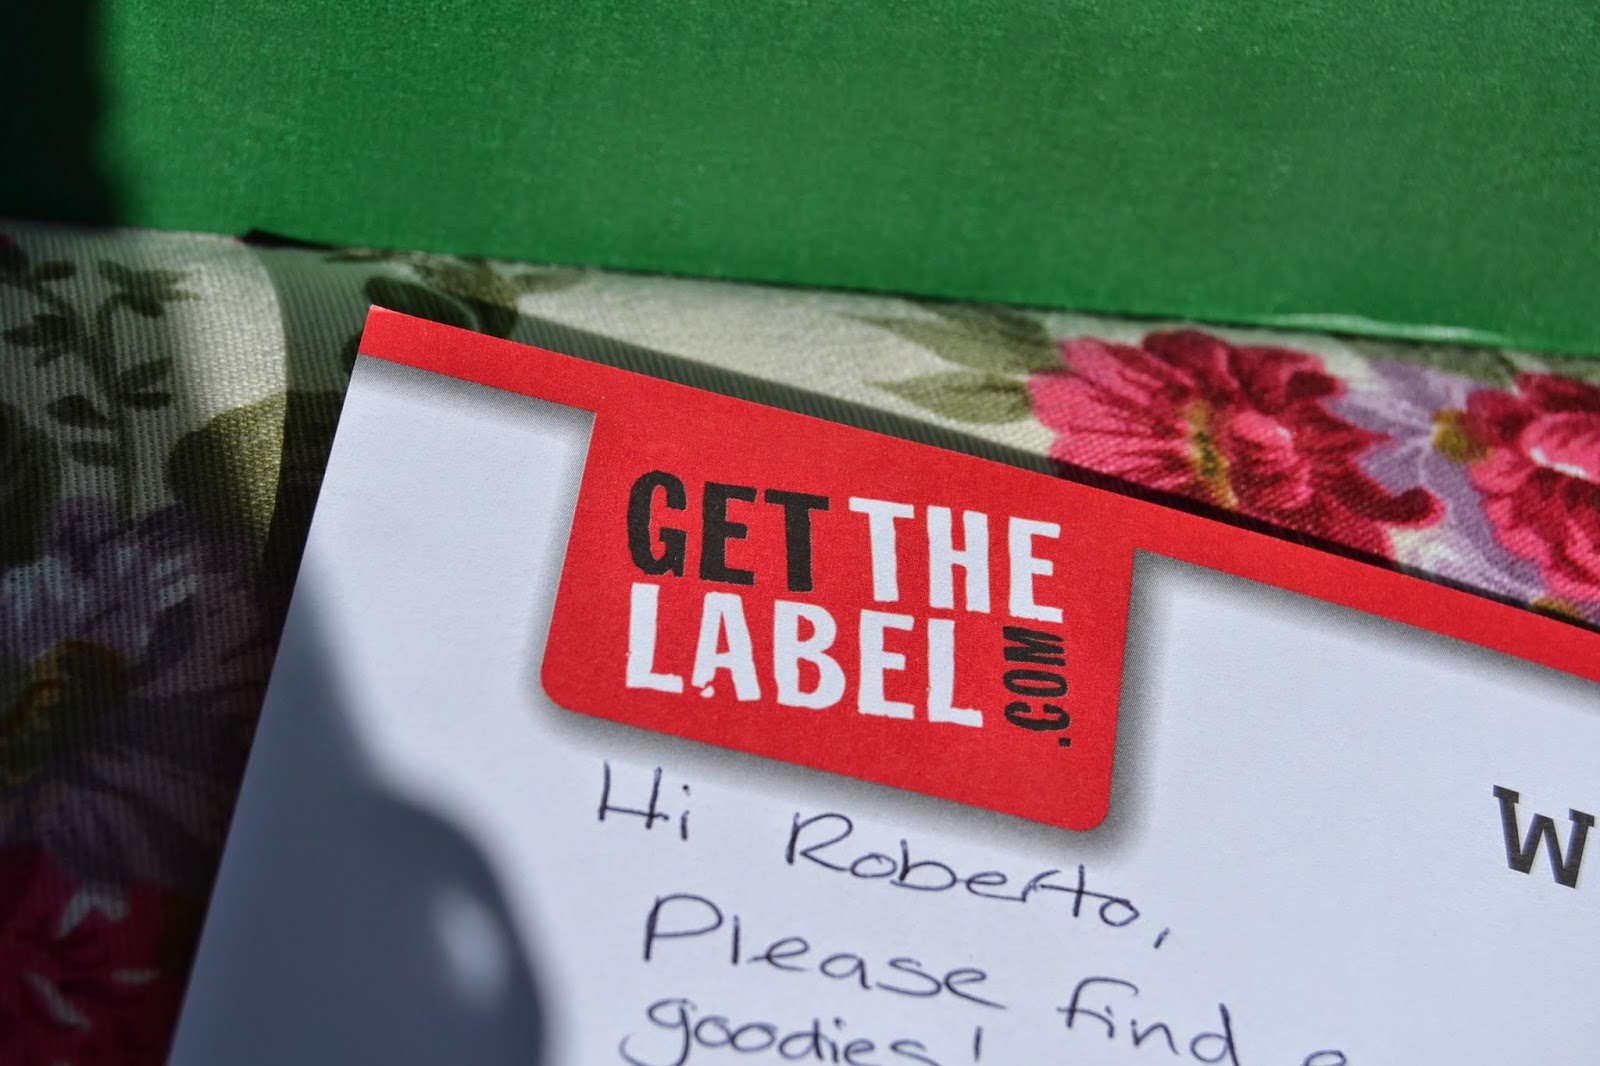 GET THE
LABEL
.COM
W
Hi Roberto,
Please find
goodies!